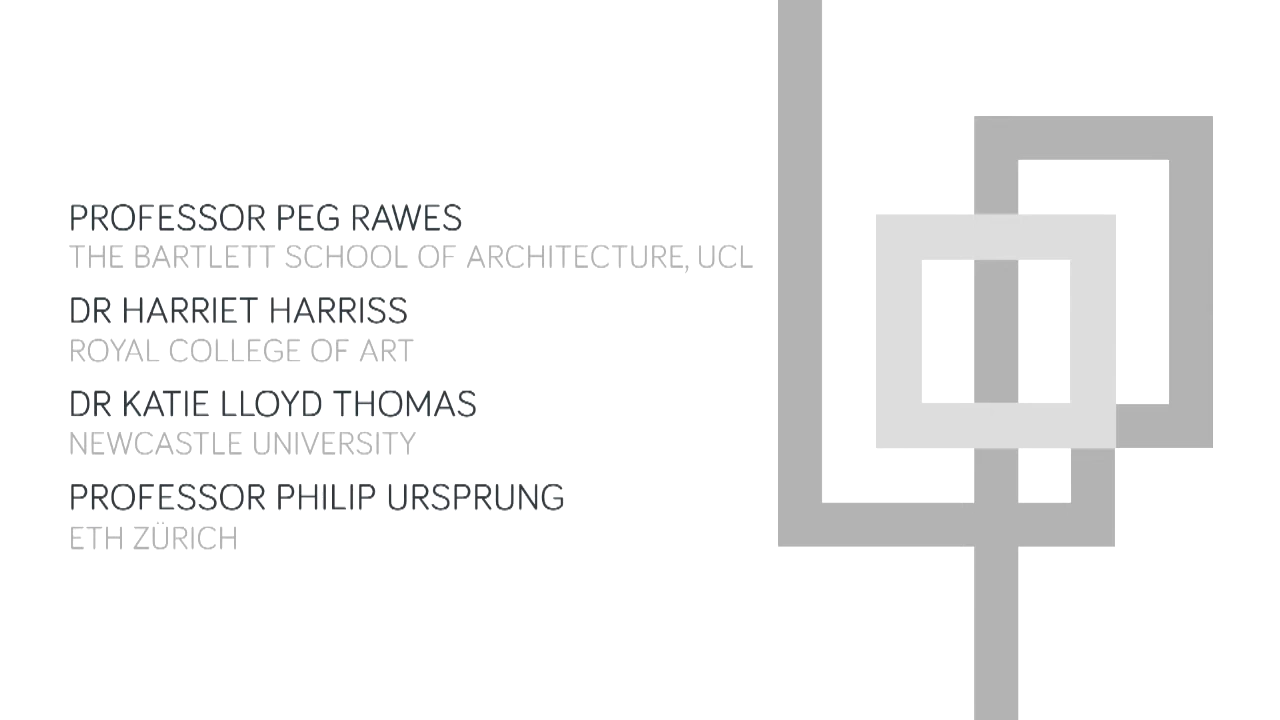 PROFESSOR PEG RAWES
THE BARTLETT SCHOOL OF ARCHITECTURE, UCL
DR HARRIET HARRISS
ROYAL COLLEGE OF ART
DR KATIE LLOYD THOMAS
NEWCASTLE UNIVERSITY
PROFESSOR PHILIP URSPRUNG
ETH ZÜRICH